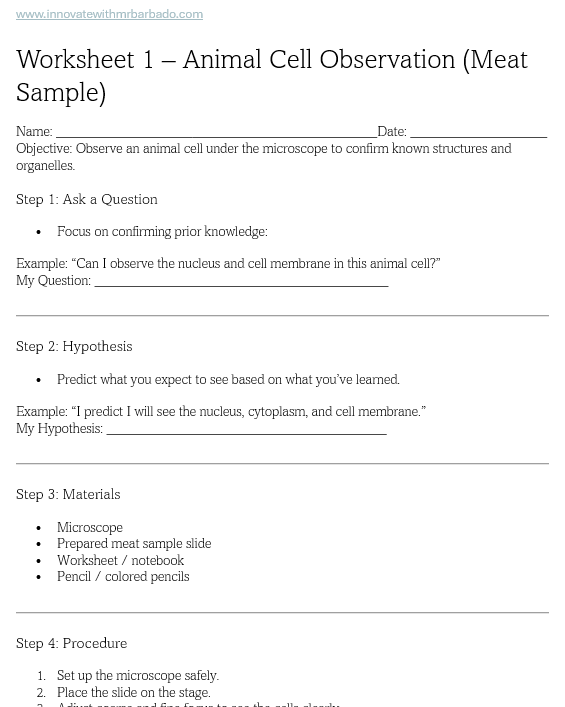 www.innovatewithmrbarbado.com
Worksheet 1 – Animal Cell Observation (Meat
Sample)
Name: ______________________________________________Date: ____________________
Objective: Observe an animal cell under the microscope to confirm known structures and
organelles.
Step 1: Ask a Question
• Focus on confirming prior knowledge:
Example: “Can I observe the nucleus and cell membrane in this animal cell?”
My Question: __________________________________________
Step 2: Hypothesis
• Predict what you expect to see based on what you’ve learned.
Example: “I predict I will see the nucleus, cytoplasm, and cell membrane.”
My Hypothesis: ________________________________________
Step 3: Materials
• Microscope
• Prepared meat sample slide
• Worksheet / notebook
• Pencil / colored pencils
Step 4: Procedure
1. Set up the microscope safely.
2. Place the slide on the stage.
3. Adjust coarse and fine focus to see the cells clearly.